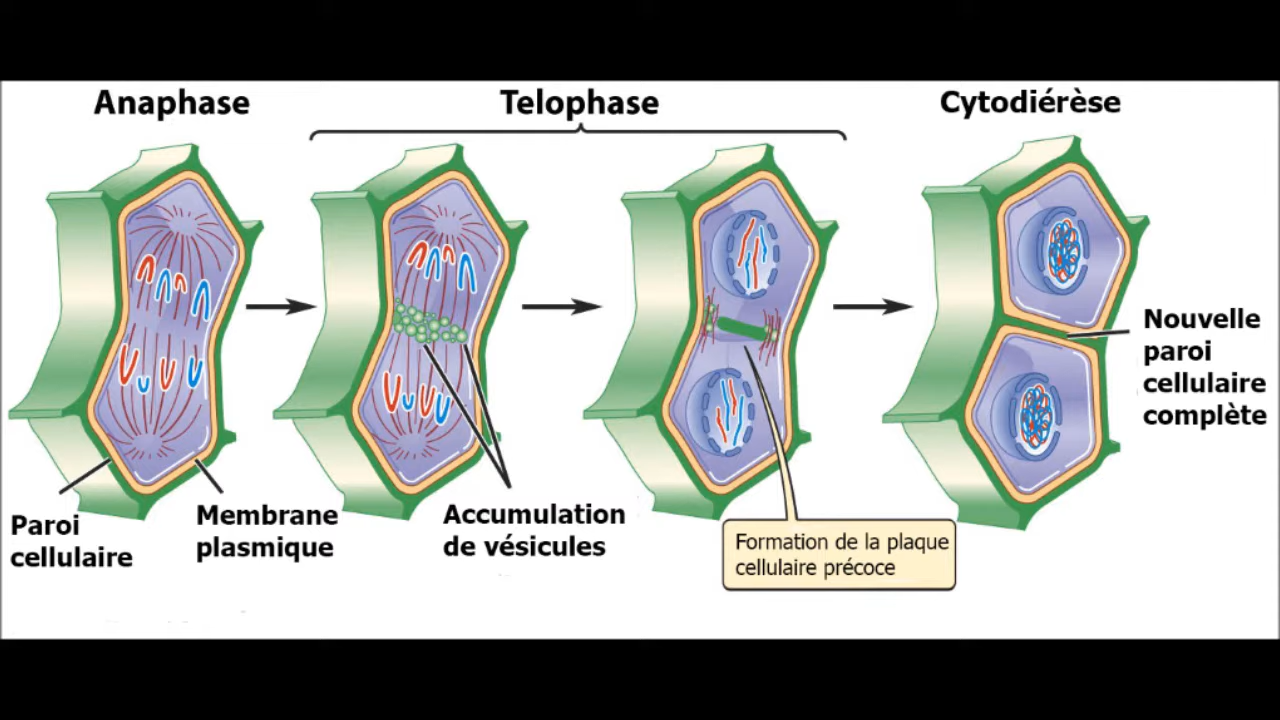 Anaphase
Telophase
Cytodiérèse
Nouvelle
paroi
cellulaire
complète
Paroi
cellulaire
Membrane
plasmique
Accumulation
de vésicules
Formation de la plaque
cellulaire précoce